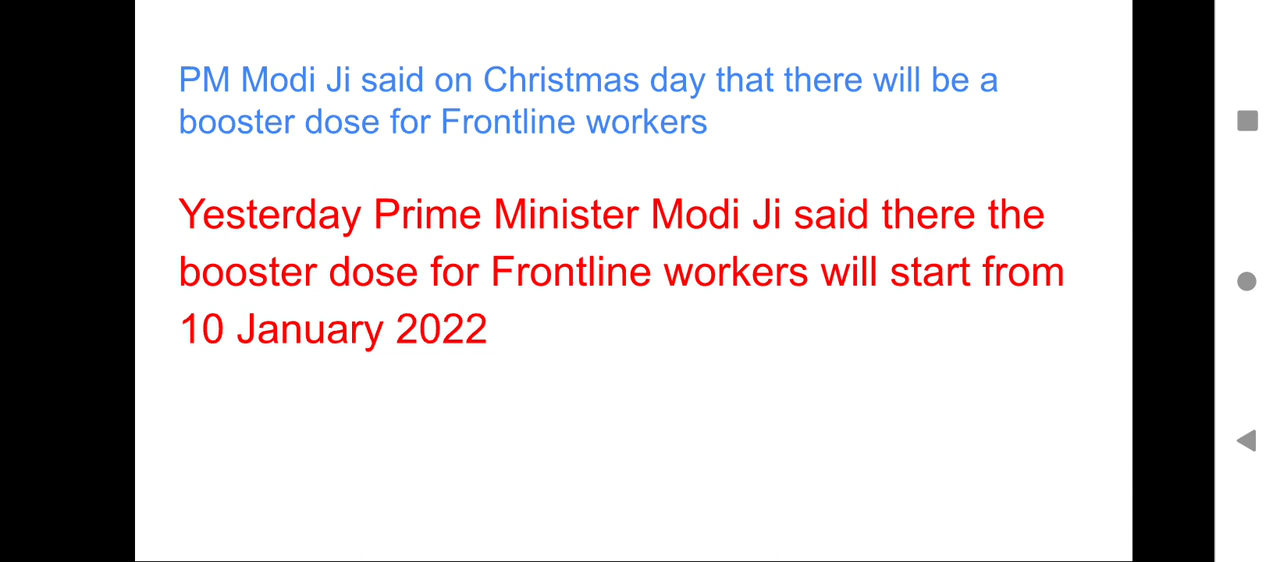 PM Modi Ji said on Christmas day that there will be a
booster dose for Frontline workers
Yesterday Prime Minister Modi Ji said there the
booster dose for Frontline workers will start from
10 January 2022